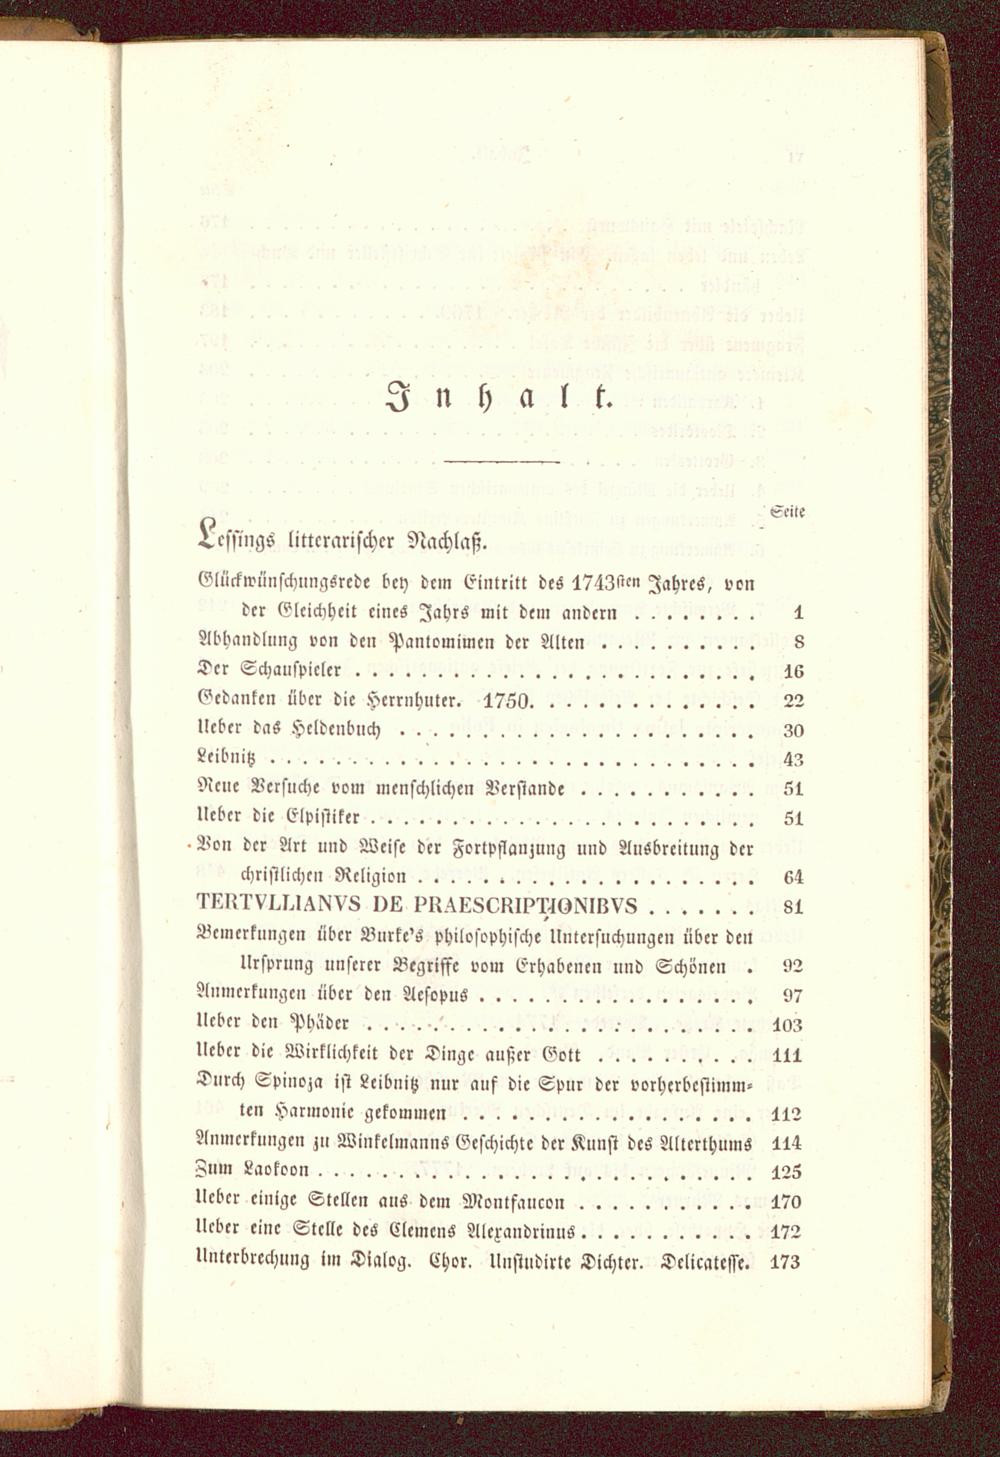 Inhalt.
Seite
Lessings litterarischer Nachlaß.
Glückwünschungsrede bey dem Eintritt des 1743sten Jahres, von
der Gleichheit eines Jahrs mit dem andern . . . . . . . . 1
Abhandlung von den Pantomimen der Alten . . . . . . . . . . 8
Der Schauspieler . . . . . . . . . . . . . . . . . . . . . . . . 16
Gedanken über die Herrnhuter. 1750. . . . . . . . . . . . . . 22
Ueber das Heldenbuch . . . . . . . . . . . . . . . . . . . . . 30
Leibnitz . . . . . . . . . . . . . . . . . . . . . . . . . . . . . 43
Neue Versuche vom menschlichen Verstande . . . . . . . . . . . 51
Ueber die Elpistiker . . . . . . . . . . . . . . . . . . . . . . . 51
Von der Art und Weise der Fortpflanzung und Ausbreitung der
christlichen Religion . . . . . . . . . . . . . . . . . . . . 64
TERTVLLIANVS DE PRAESCRIPTIONIBVS . . . . . . . 81
Bemerkungen über Burke's philosophische Untersuchungen über den
Ursprung unserer Begriffe vom Erhabenen und Schönen . 92
Anmerkungen über den Aesopus . . . . . . . . . . . . . . . . . 97
Ueber den Phäder . . . . . . . . . . . . . . . . . . . . . . . 103
Ueber die Wirklichkeit der Dinge außer Gott . . . . . . . . . . 111
Durch Spinoza ist Leibnitz nur auf die Spur der vorherbestimm-
ten Harmonie gekommen . . . . . . . . . . . . . . . . . . 112
Anmerkungen zu Winkelmanns Geschichte der Kunst des Alterthums 114
Zum Laokoon . . . . . . . . . . . . . . . . . . . . . . . . . . 125
Ueber einige Stellen aus dem Montfaucon . . . . . . . . . . . 170
Ueber eine Stelle des Clemens Alexandrinus . . . . . . . . . . . 172
Unterbrechung im Dialog. Chor. Unstudirte Dichter. Delicatesse. 173